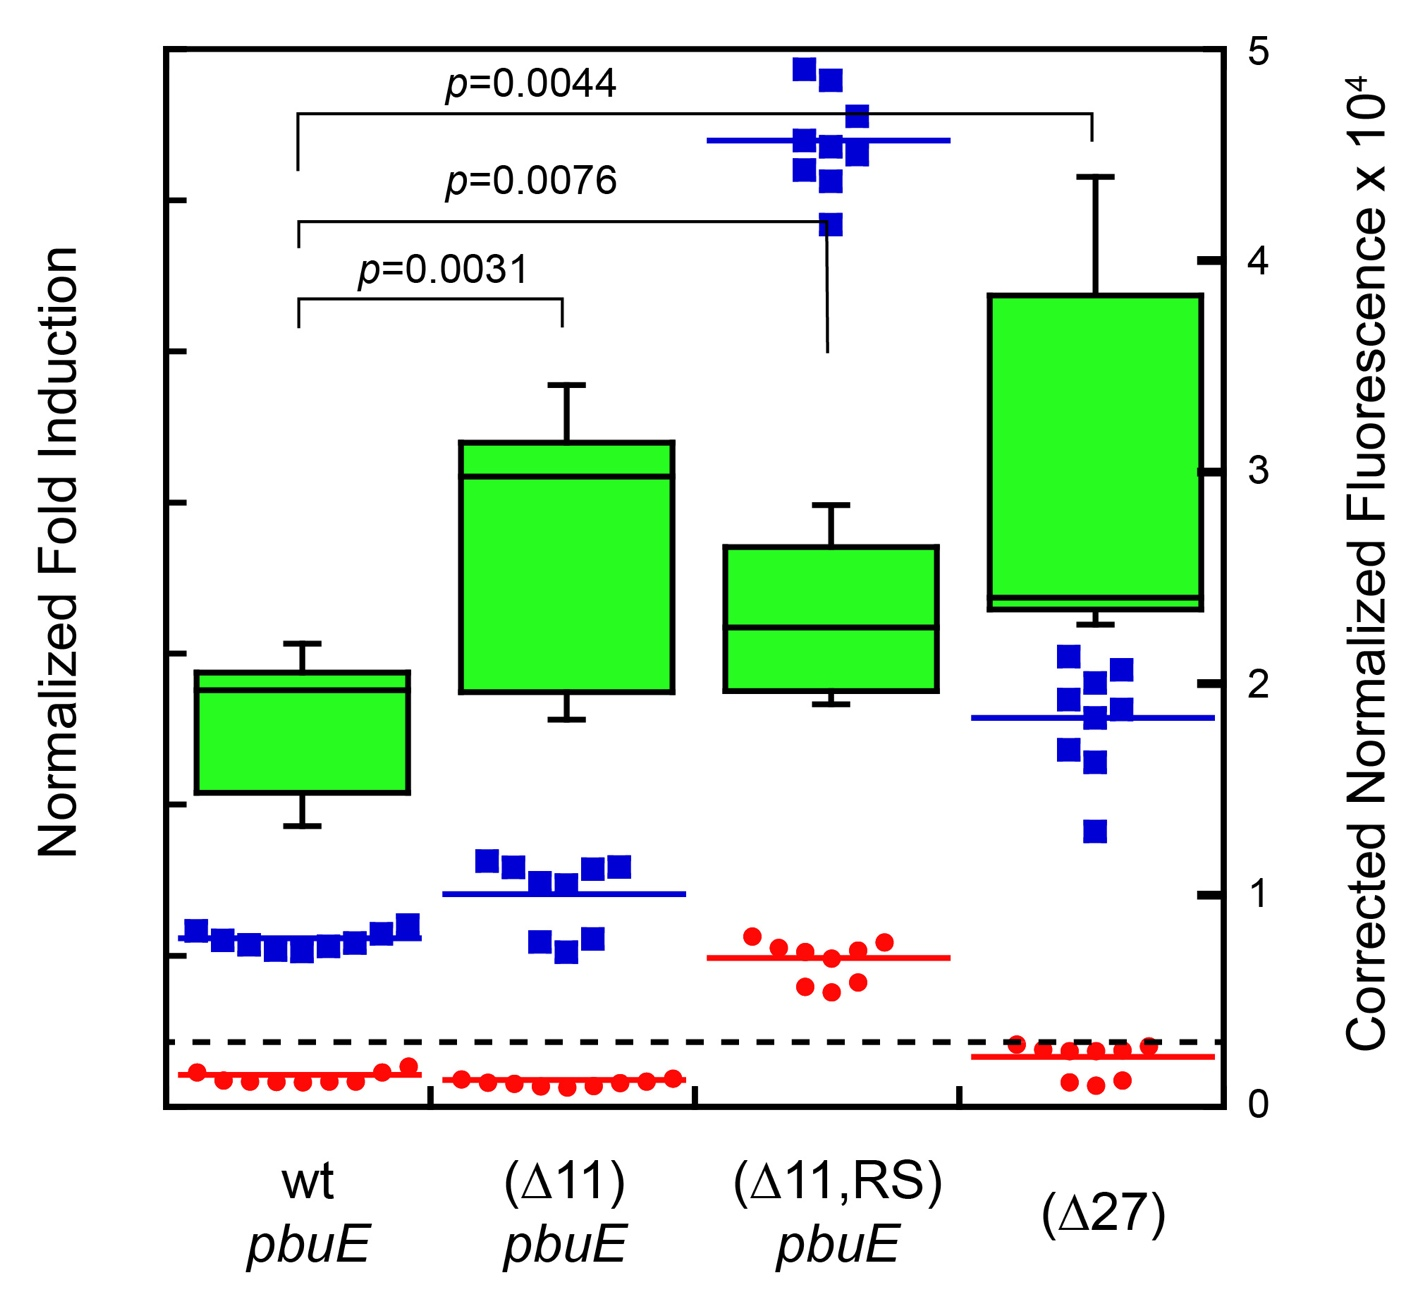 p=0.0044
p=0.0076
p=0.0031
Normalized Fold Induction
5
4
3
2
1
0
Corrected Normalized Fluorescence x 10⁴
wt
pbuE
(Δ11)
pbuE
(Δ11,RS)
pbuE
(Δ27)